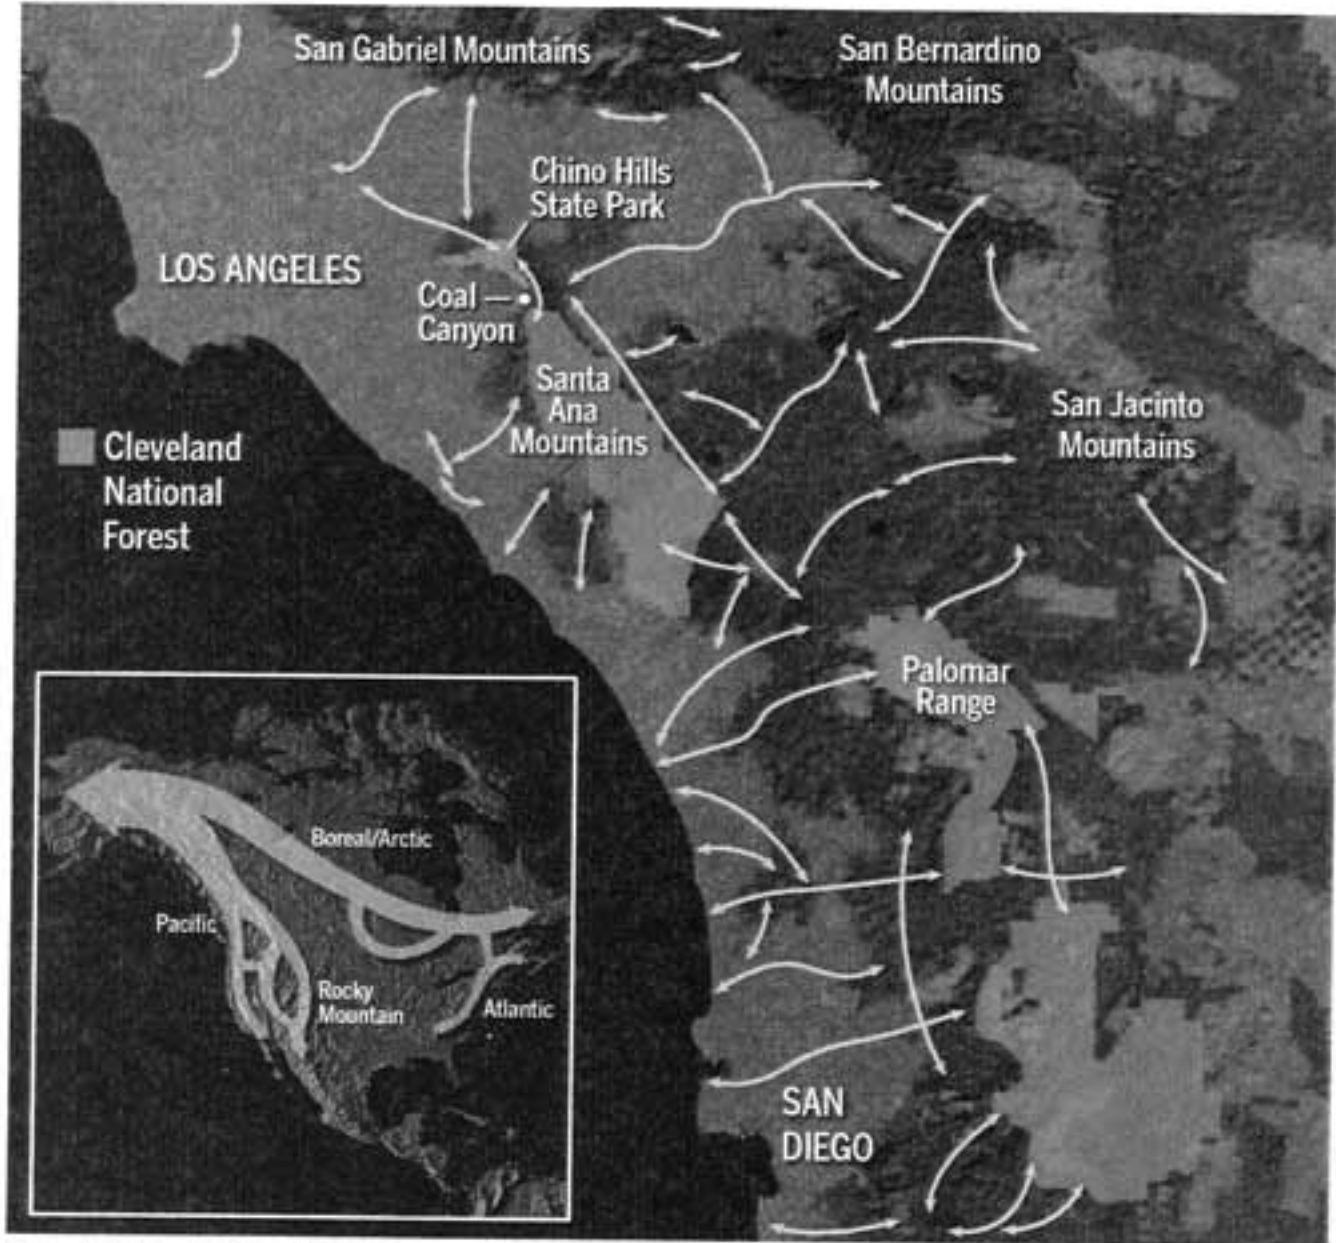 San Gabriel Mountains
San Bernardino
Mountains
Chino Hills
State Park
LOS ANGELES
Coal
Canyon
Santa
Ana
Mountains
San Jacinto
Mountains
Cleveland
National
Forest
Palomar
Range
Boreal/Arctic
Pacific
Rocky
Mountain
Atlantic
SAN
DIEGO